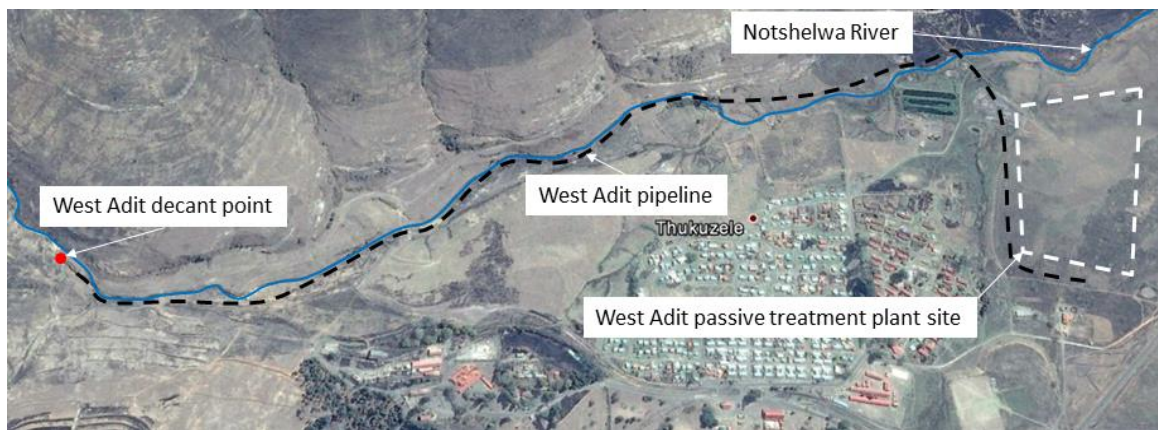 Notshelwa River
West Adit decant point
West Adit pipeline
Thukuzele
West Adit passive treatment plant site